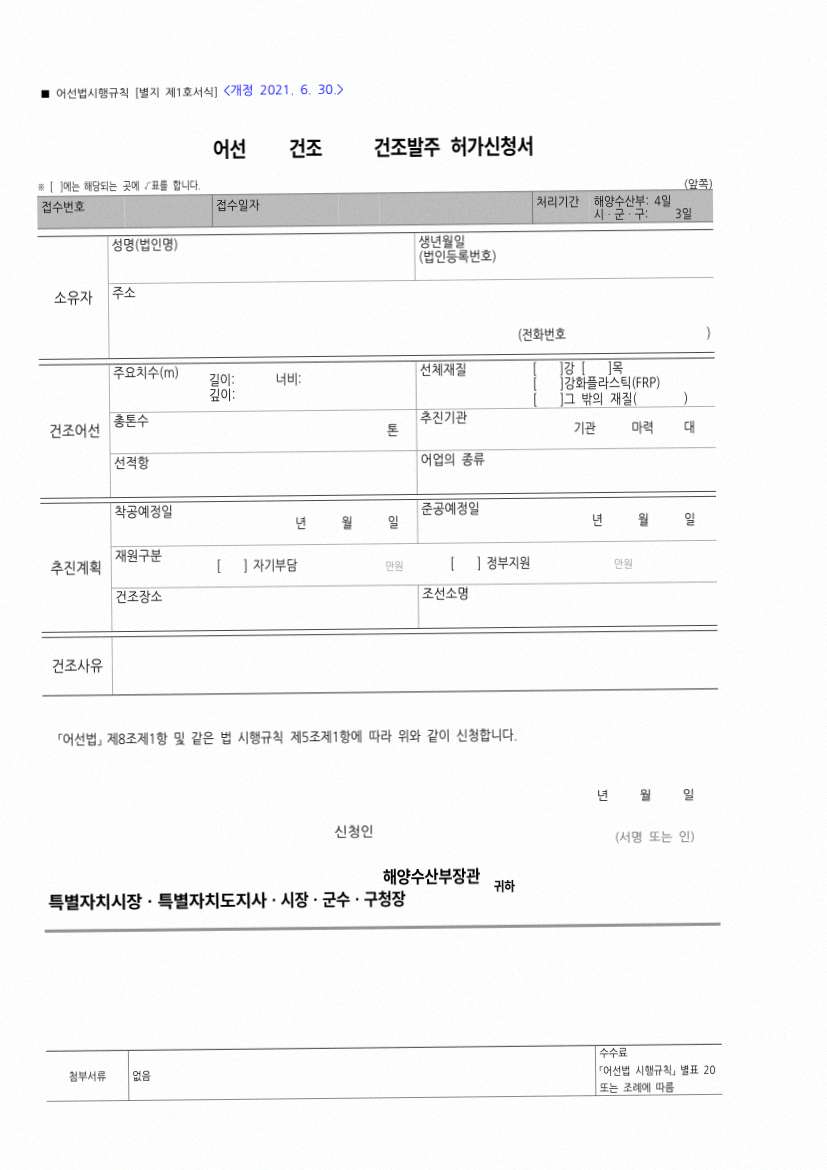 ■ 어선법시행규칙 [별지 제1호서식] <개정 2021. 6. 30.>
어선 건조 건조발주 허가신청서
※ [ ]에는 해당되는 곳에 √표를 합니다. (앞쪽)
접수번호 접수일자 처리기간 해양수산부: 4일
시·군·구: 3일
소유자
성명(법인명)
생년월일
(법인등록번호)
주소
(전화번호 )
건조어선
주요치수(m)
길이: 너비:
깊이:
선체재질
[ ]강 [ ]목
[ ]강화플라스틱(FRP)
[ ]그 밖의 재질( )
총톤수 톤
추진기관 기관 마력 대
선적항
어업의 종류
추진계획
착공예정일 년 월 일
준공예정일 년 월 일
재원구분 [ ] 자기부담 만원 [ ] 정부지원 만원
건조장소
조선소명
건조사유
「어선법」 제8조제1항 및 같은 법 시행규칙 제5조제1항에 따라 위와 같이 신청합니다.
년 월 일
신청인 (서명 또는 인)
해양수산부장관
특별자치시장·특별자치도지사·시장·군수·구청장 귀하
첨부서류 없음
수수료
「어선법 시행규칙」 별표 20
또는 조례에 따름